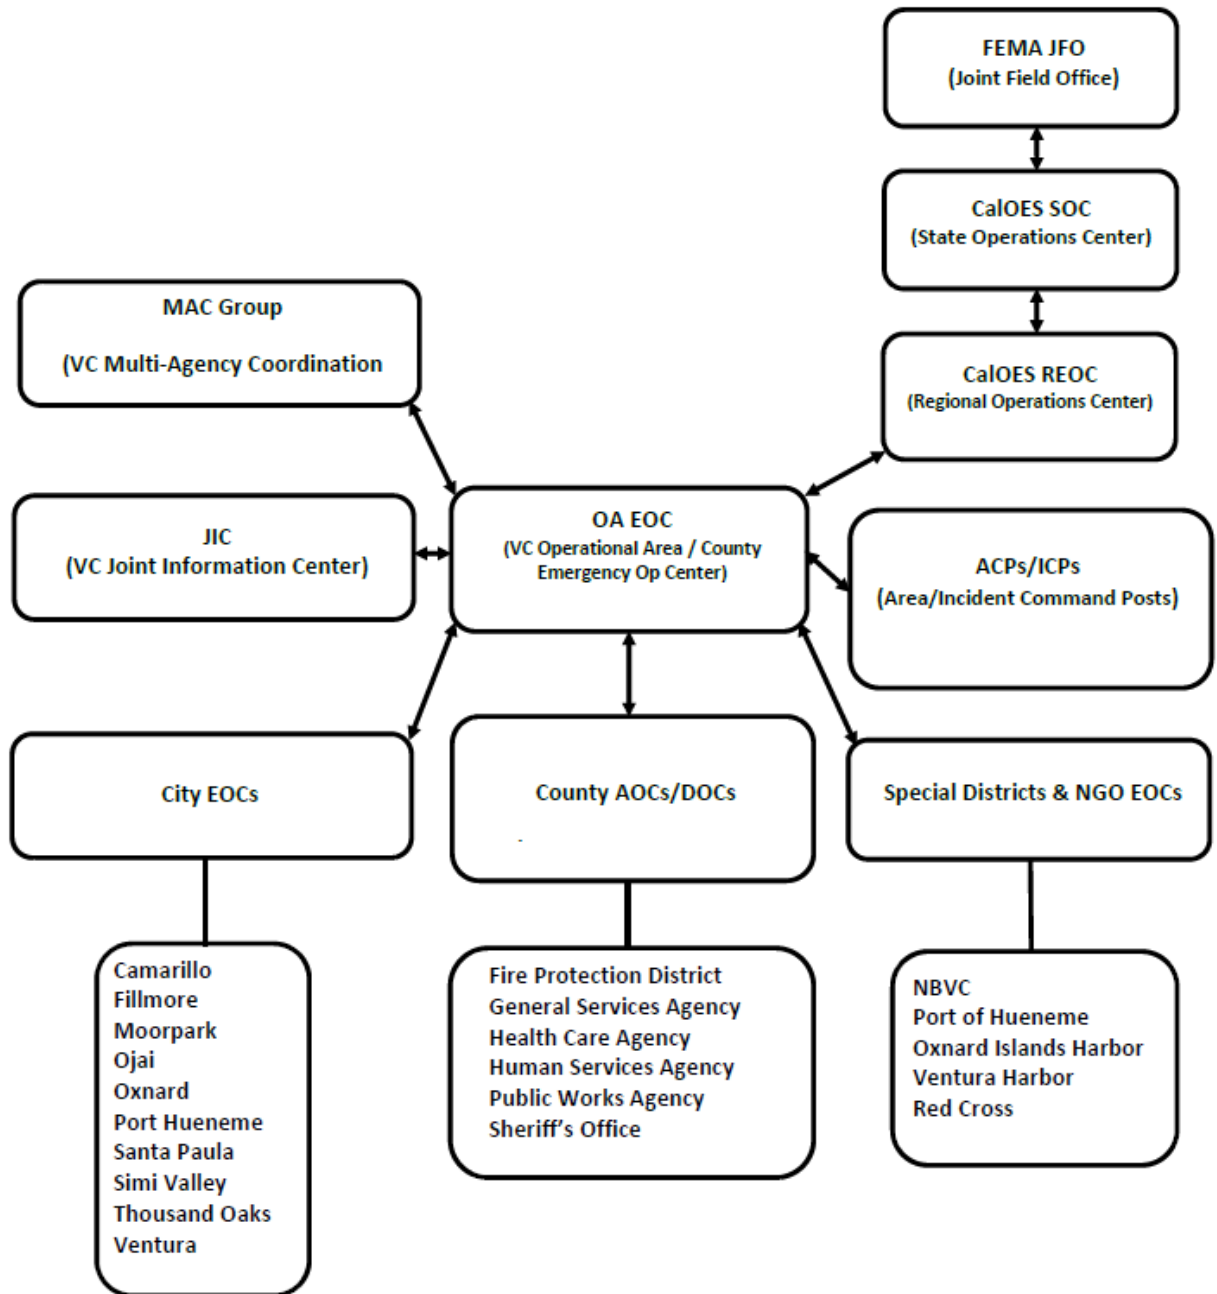 FEMA JFO
(Joint Field Office)
CalOES SOC
(State Operations Center)
MAC Group
(VC Multi-Agency Coordination
CalOES REOC
(Regional Operations Center)
JIC
(VC Joint Information Center)
OA EOC
(VC Operational Area / County
Emergency Op Center)
ACPs/ICPs
(Area/Incident Command Posts)
City EOCs
County AOCs/DOCs
-
Special Districts & NGO EOCs
Camarillo
Fillmore
Moorpark
Ojai
Oxnard
Port Hueneme
Santa Paula
Simi Valley
Thousand Oaks
Ventura
Fire Protection District
General Services Agency
Health Care Agency
Human Services Agency
Public Works Agency
Sheriff's Office
NBVC
Port of Hueneme
Oxnard Islands Harbor
Ventura Harbor
Red Cross